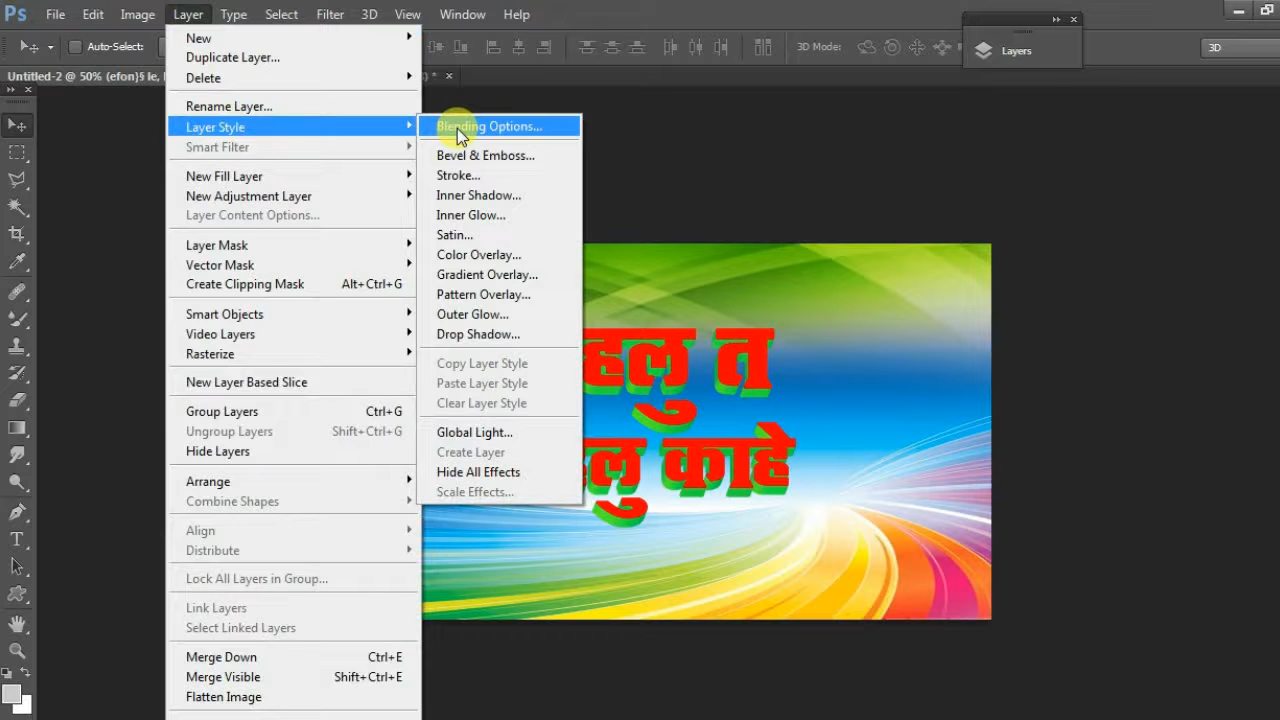 Ps File Edit Image Layer Type Select Filter 3D View Window Help
Auto-Select: 3D Mode: 3D
Layers
Untitled-2 @ 50% (efon}§ le, ) *
New
Duplicate Layer...
Delete
Rename Layer...
Layer Style
Smart Filter
New Fill Layer
New Adjustment Layer
Layer Content Options...
Layer Mask
Vector Mask
Create Clipping Mask Alt+Ctrl+G
Smart Objects
Video Layers
Rasterize
New Layer Based Slice
Group Layers Ctrl+G
Ungroup Layers Shift+Ctrl+G
Hide Layers
Arrange
Combine Shapes
Align
Distribute
Lock All Layers in Group...
Link Layers
Select Linked Layers
Merge Down Ctrl+E
Merge Visible Shift+Ctrl+E
Flatten Image
Blending Options...
Bevel & Emboss...
Stroke...
Inner Shadow...
Inner Glow...
Satin...
Color Overlay...
Gradient Overlay...
Pattern Overlay...
Outer Glow...
Drop Shadow...
Copy Layer Style
Paste Layer Style
Clear Layer Style
Global Light...
Create Layer
Hide All Effects
Scale Effects...
हलु त
लु काहे